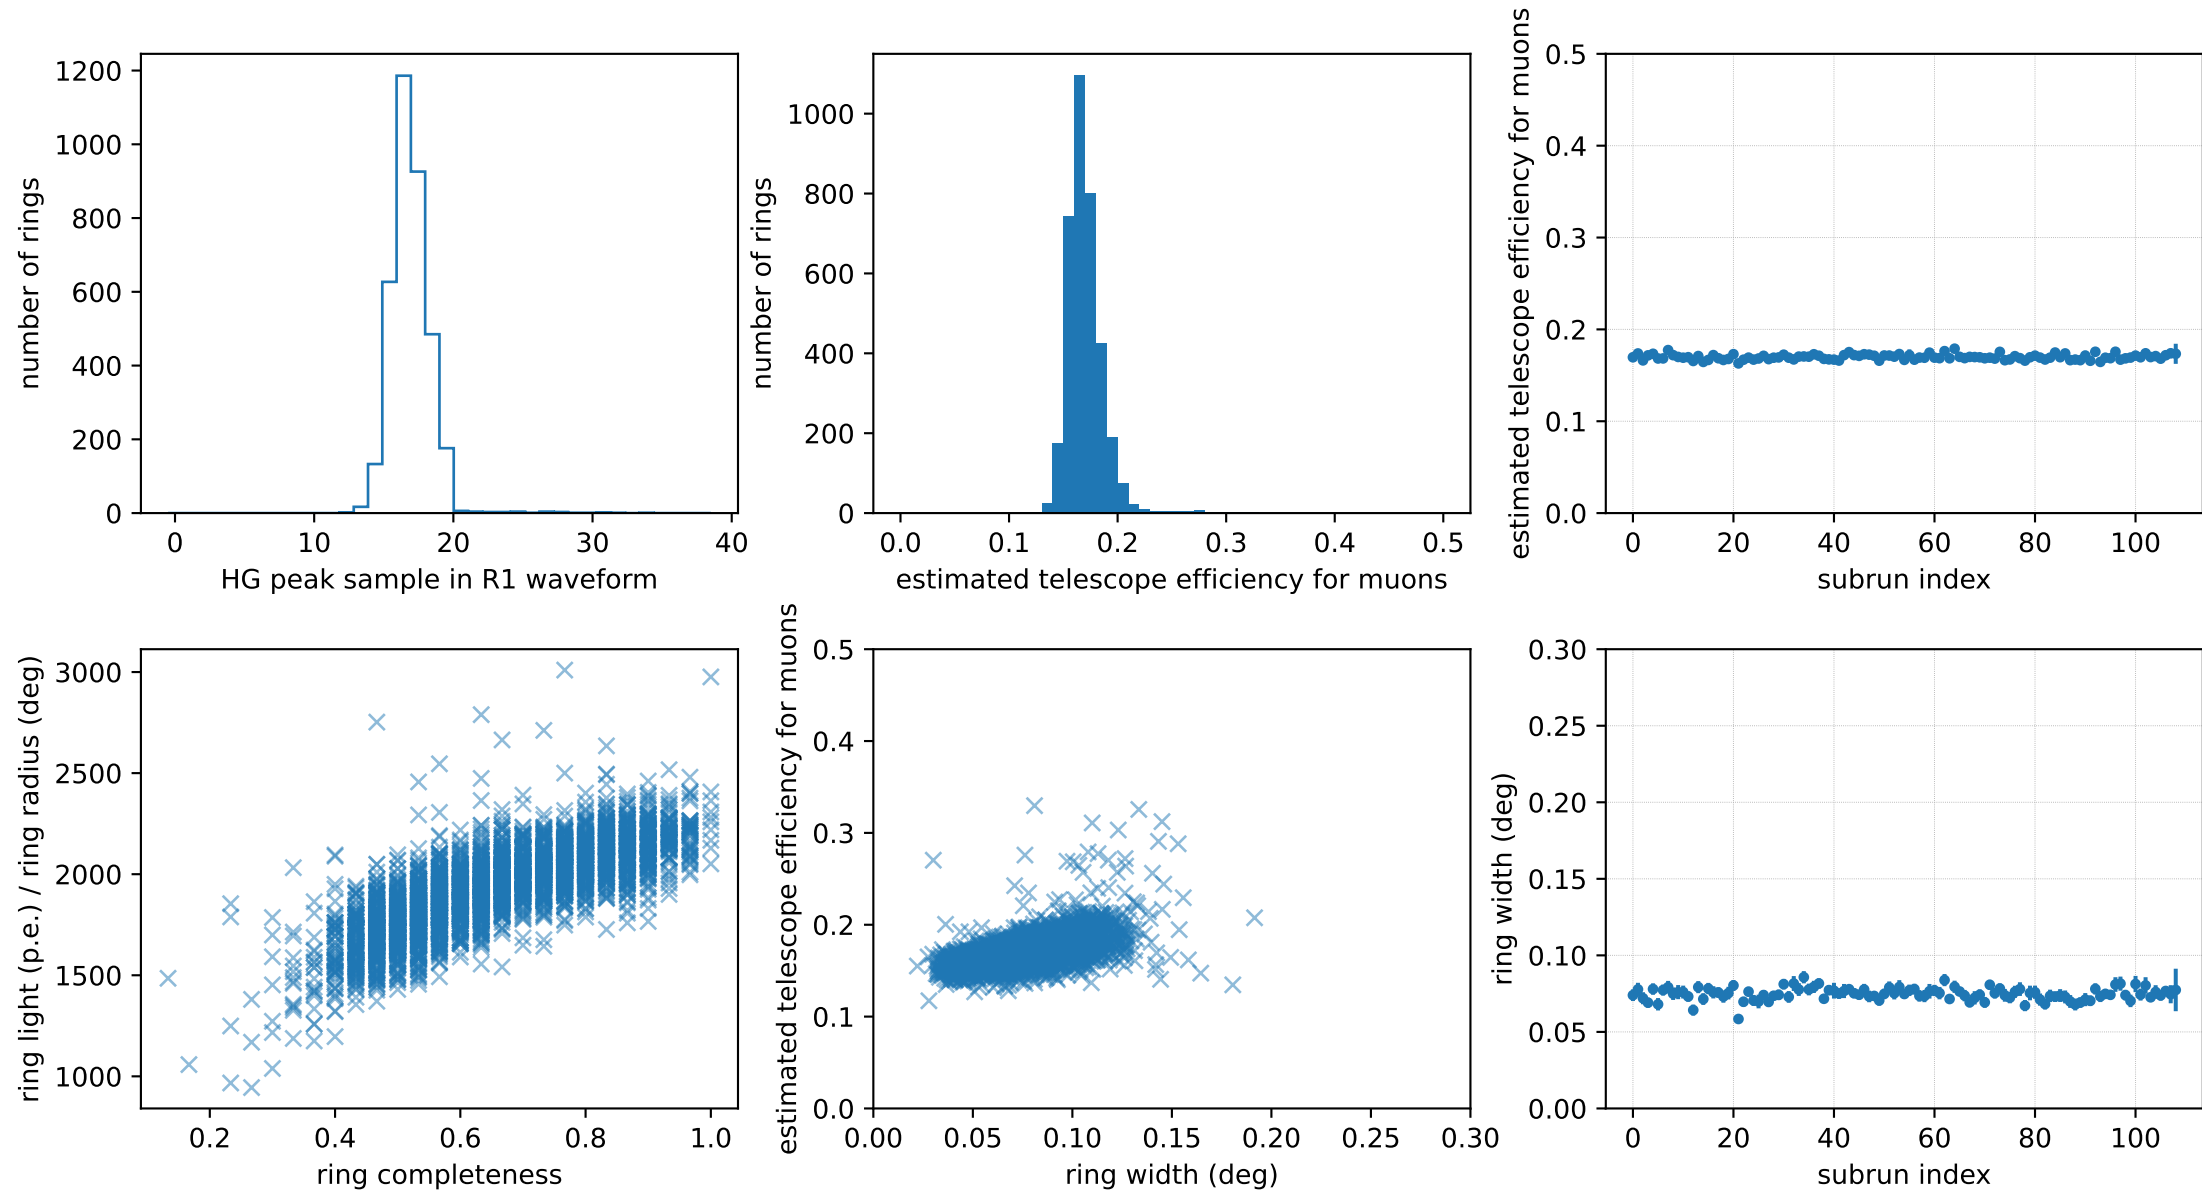 number of rings
1200
1000
800
600
400
200
0
0 10 20 30 40
HG peak sample in R1 waveform
number of rings
1000
800
600
400
200
0
0.0 0.1 0.2 0.3 0.4 0.5
estimated telescope efficiency for muons
estimated telescope efficiency for muons
0.5
0.4
0.3
0.2
0.1
0.0
0 20 40 60 80 100
subrun index
ring light (p.e.) / ring radius (deg)
3000
2500
2000
1500
1000
0.2 0.4 0.6 0.8 1.0
ring completeness
estimated telescope efficiency for muons
0.5
0.4
0.3
0.2
0.1
0.0
0.00 0.05 0.10 0.15 0.20 0.25 0.30
ring width (deg)
ring width (deg)
0.30
0.25
0.20
0.15
0.10
0.05
0.00
0 20 40 60 80 100
subrun index